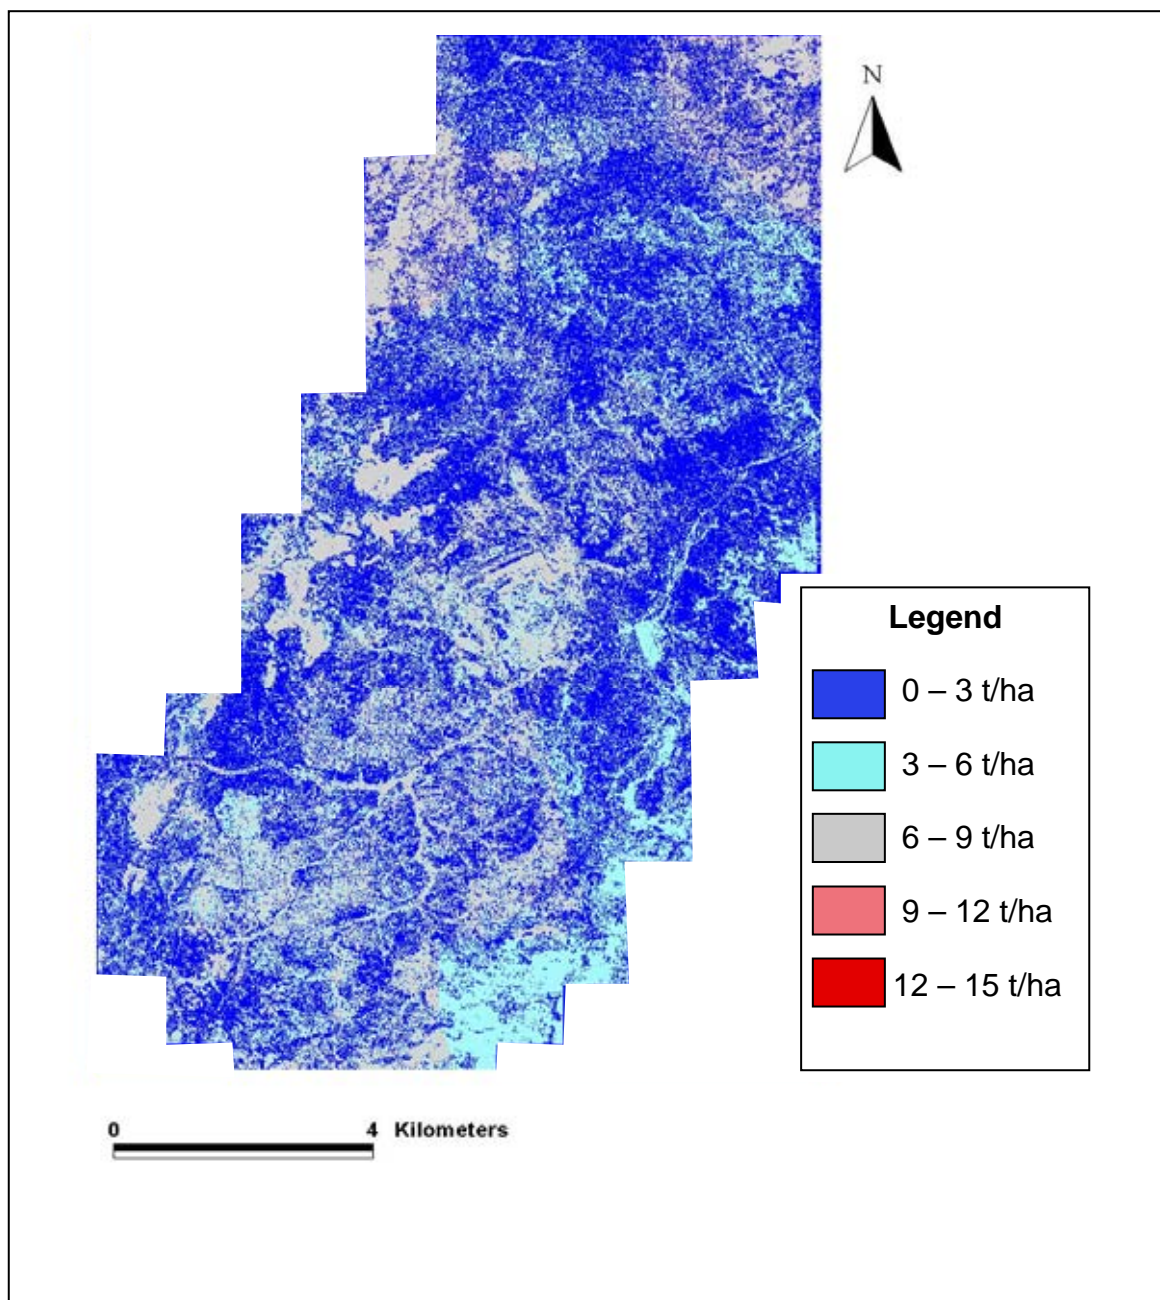 N
Legend
0 – 3 t/ha
3 – 6 t/ha
6 – 9 t/ha
9 – 12 t/ha
12 – 15 t/ha
0 4 Kilometers